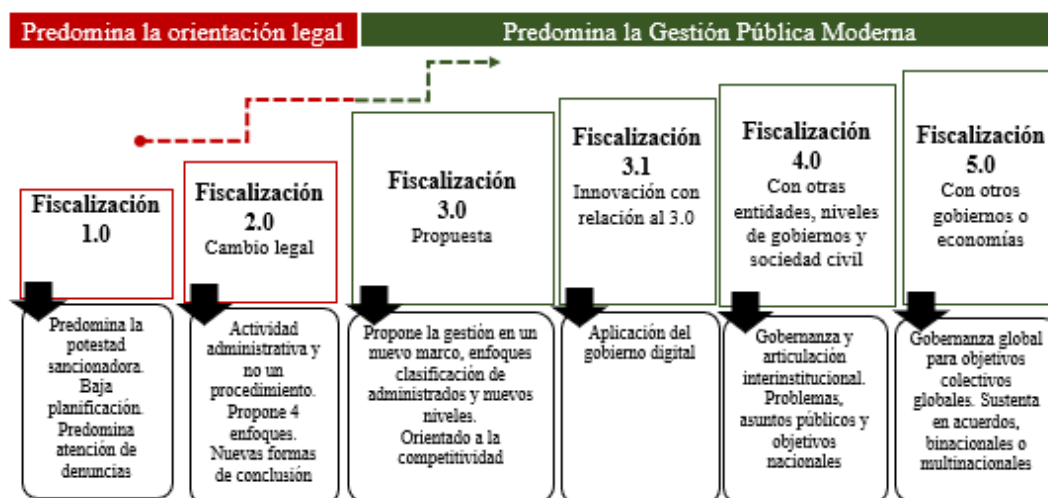 Predomina la orientación legal
Predomina la Gestión Pública Moderna
Fiscalización
1.0
Fiscalización
2.0
Cambio legal
Fiscalización
3.0
Propuesta
Fiscalización
3.1
Innovación con
relación al 3.0
Fiscalización
4.0
Con otras
entidades, niveles
de gobiernos y
sociedad civil
Fiscalización
5.0
Con otros
gobiernos o
economías
Predomina la
potestad
sancionadora.
Baja
planificación.
Predomina
atención de
denuncias
Actividad
administrativa y
no un
procedimiento.
Propone 4
enfoques.
Nuevas formas
de conclusión
Propone la gestión en un
nuevo marco, enfoques
clasificación de
administrados y nuevos
niveles.
Orientado a la
competitividad
Aplicación del
gobierno digital
Gobernanza y
articulación
interinstitucional.
Problemas,
asuntos públicos y
objetivos
nacionales
Gobernanza global
para objetivos
colectivos
globales. Sustenta
en acuerdos,
binacionales o
multinacionales